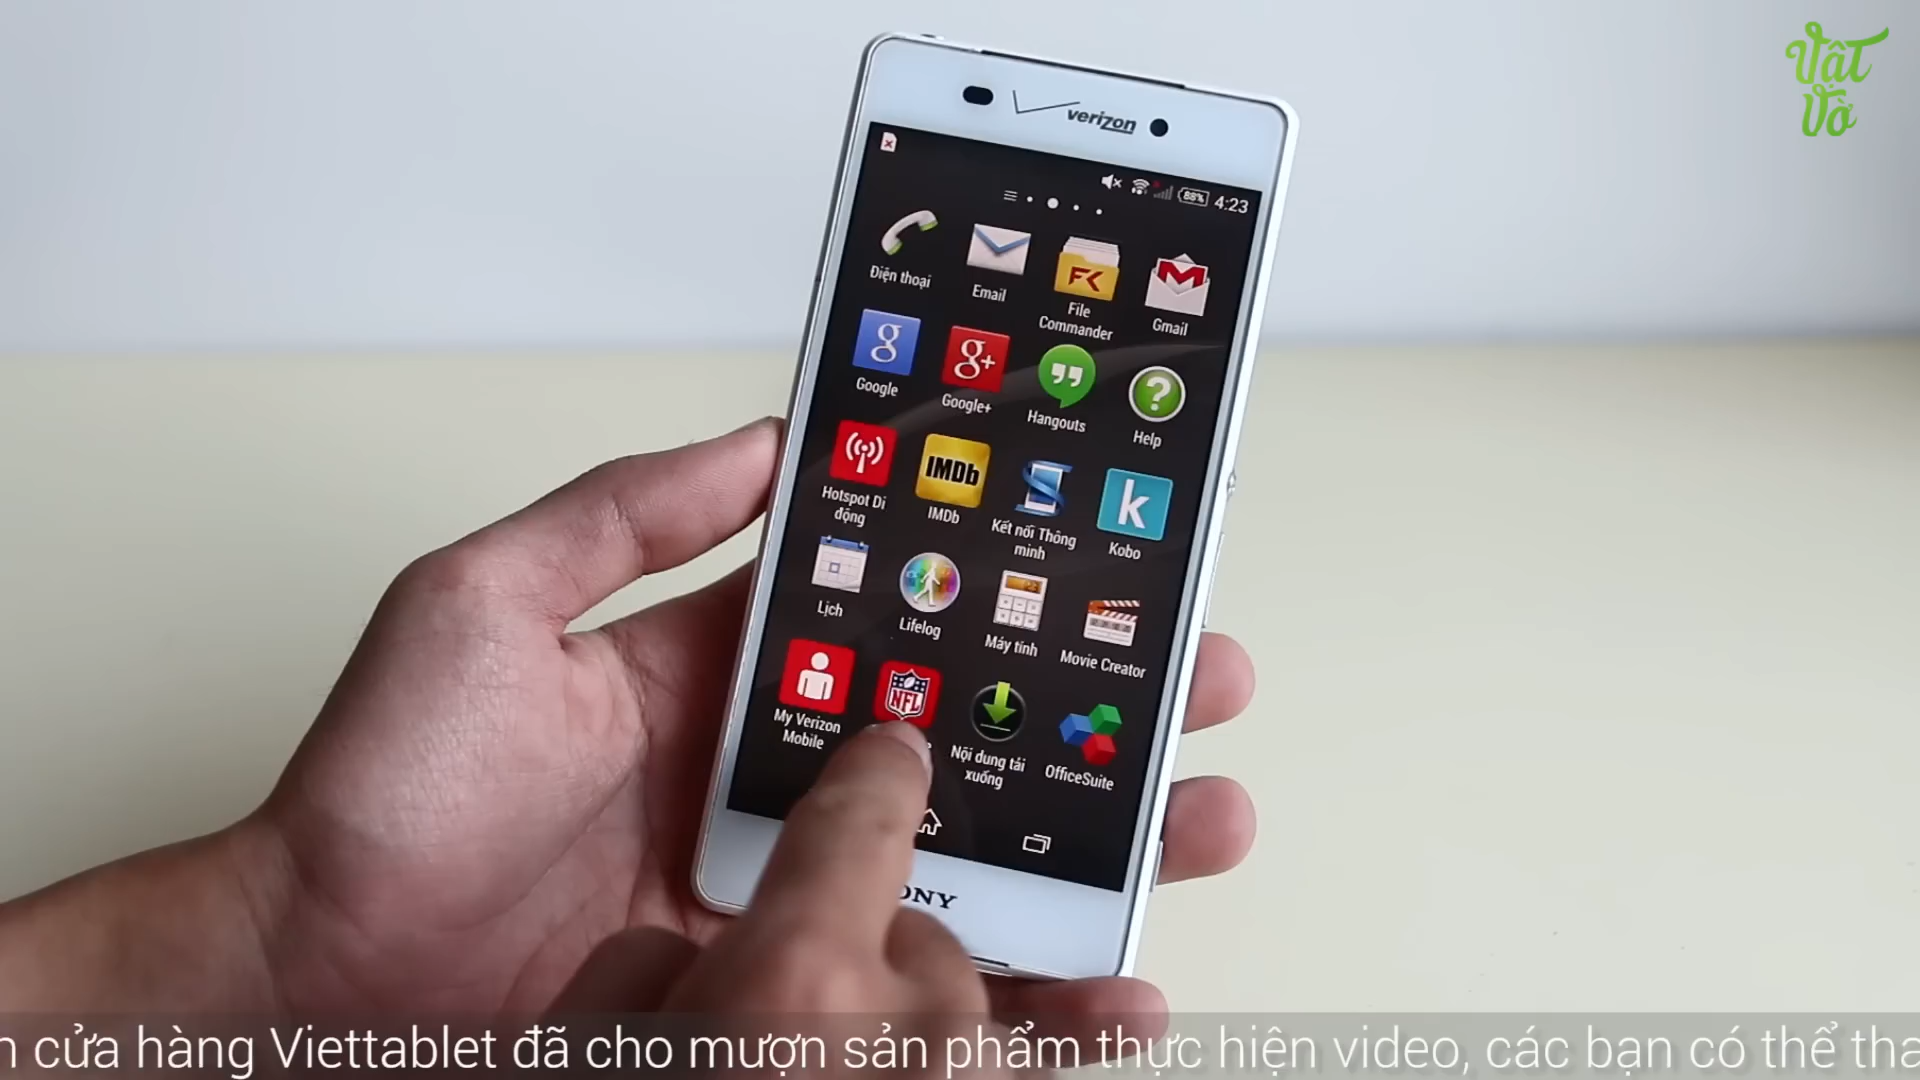 Vật
Vờ
verizon
88% 4:23
Điện thoại
Email
File
Commander
Gmail
g
Google
g+
Google+
Hangouts
?
Help
Hotspot Di
động
IMDb
IMDb
Kết nối Thông
minh
k
Kobo
Lịch
Lifelog
Máy tính
Movie Creator
My Verizon
Mobile
NFL
Nội dung tải
xuống
OfficeSuite
ONY
cửa hàng Viettablet đã cho mượn sản phẩm thực hiện video, các bạn có thể tha